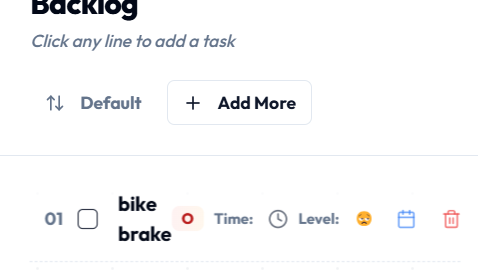 Backlog
Click any line to add a task
Default
Add More
01 bike brake O Time: Level: